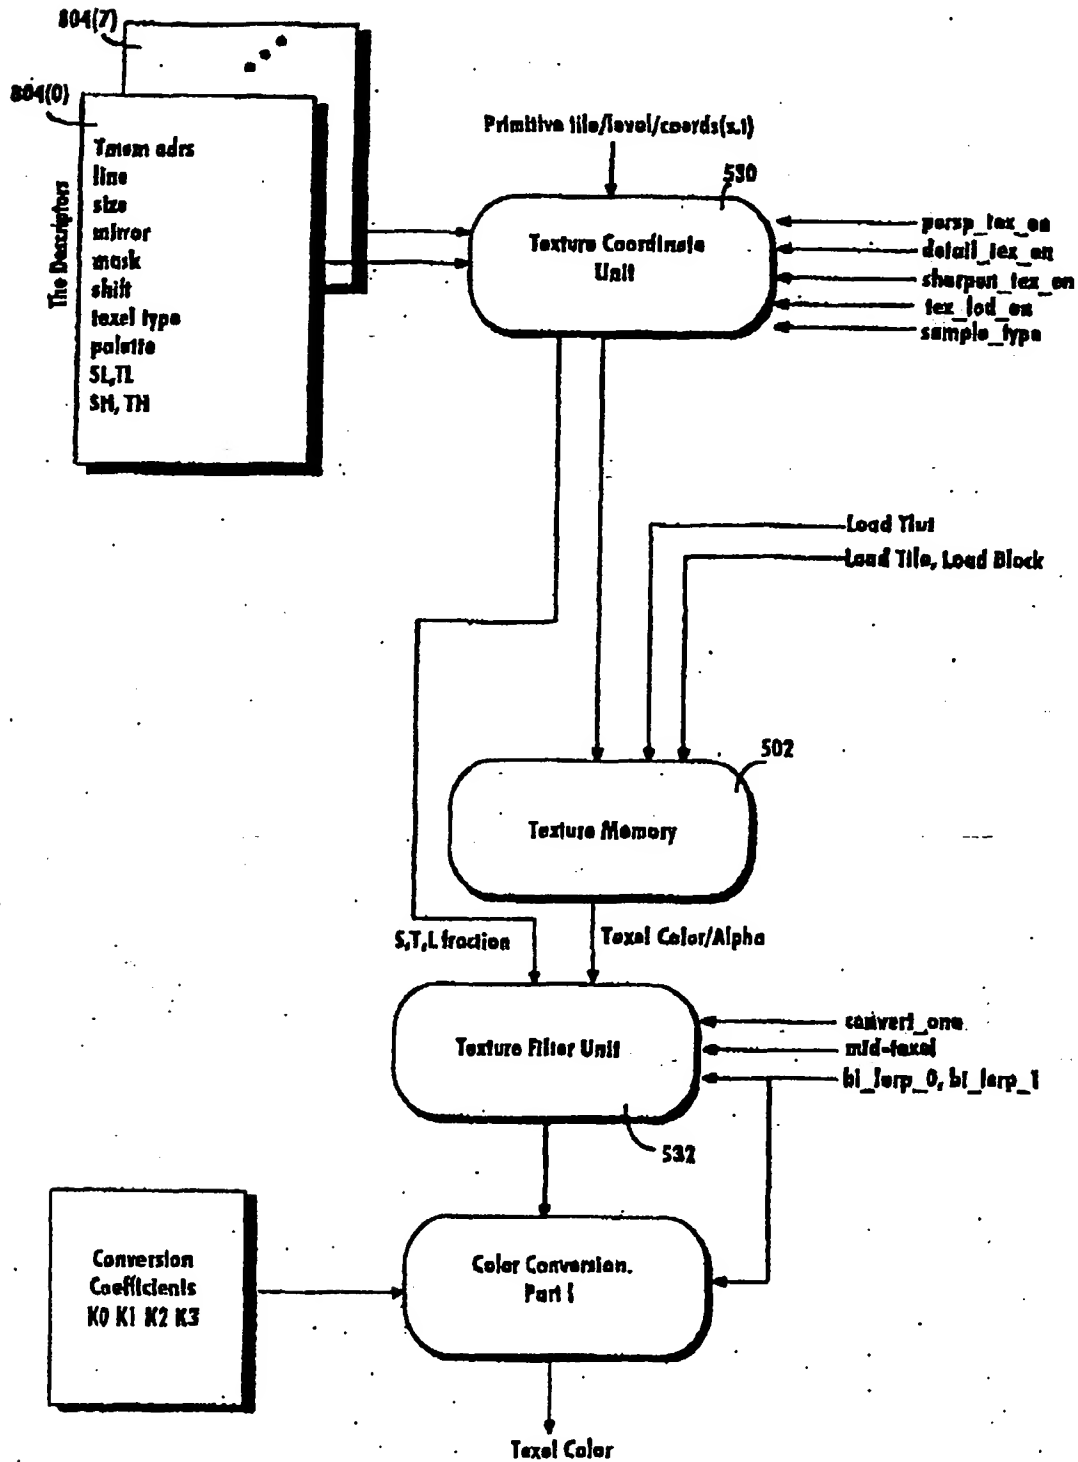 804(7)
804(0)
Tmem adrs
line
size
mirror
mask
shift
texel type
palette
SL,TL
SH, TH
The Descriptors
Primitive tile/level/coords(s,t)
530
Texture Coordinate
Unit
persp_tex_en
detail_tex_en
sharpen_tex_en
tex_lod_en
sample_type
Load Tlut
Load Tile, Load Block
502
Texture Memory
S,T,L fraction
Texel Color/Alpha
Texture Filter Unit
convert_one
mid-texel
bi_lerp_0, bi_lerp_1
532
Conversion
Coefficients
K0 K1 K2 K3
Color Conversion.
Part I
Texel Color